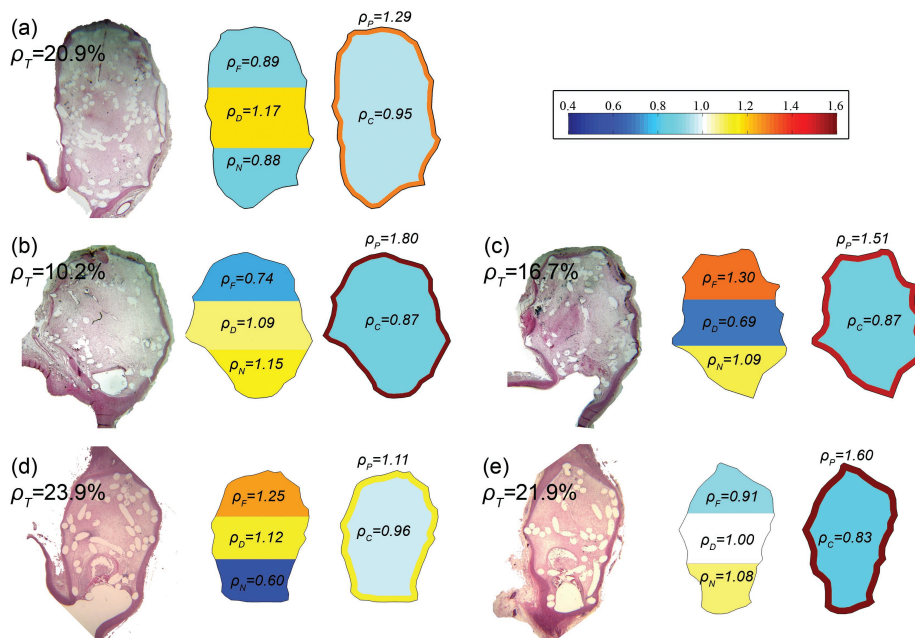 (a)
ρT=20.9%
ρF=0.89
ρD=1.17
ρN=0.88
ρP=1.29
ρC=0.95
0.4 0.6 0.8 1.0 1.2 1.4 1.6
(b)
ρT=10.2%
ρF=0.74
ρD=1.09
ρN=1.15
ρP=1.80
ρC=0.87
(c)
ρT=16.7%
ρF=1.30
ρD=0.69
ρN=1.09
ρP=1.51
ρC=0.87
(d)
ρT=23.9%
ρF=1.25
ρD=1.12
ρN=0.60
ρP=1.11
ρC=0.96
(e)
ρT=21.9%
ρF=0.91
ρD=1.00
ρN=1.08
ρP=1.60
ρC=0.83